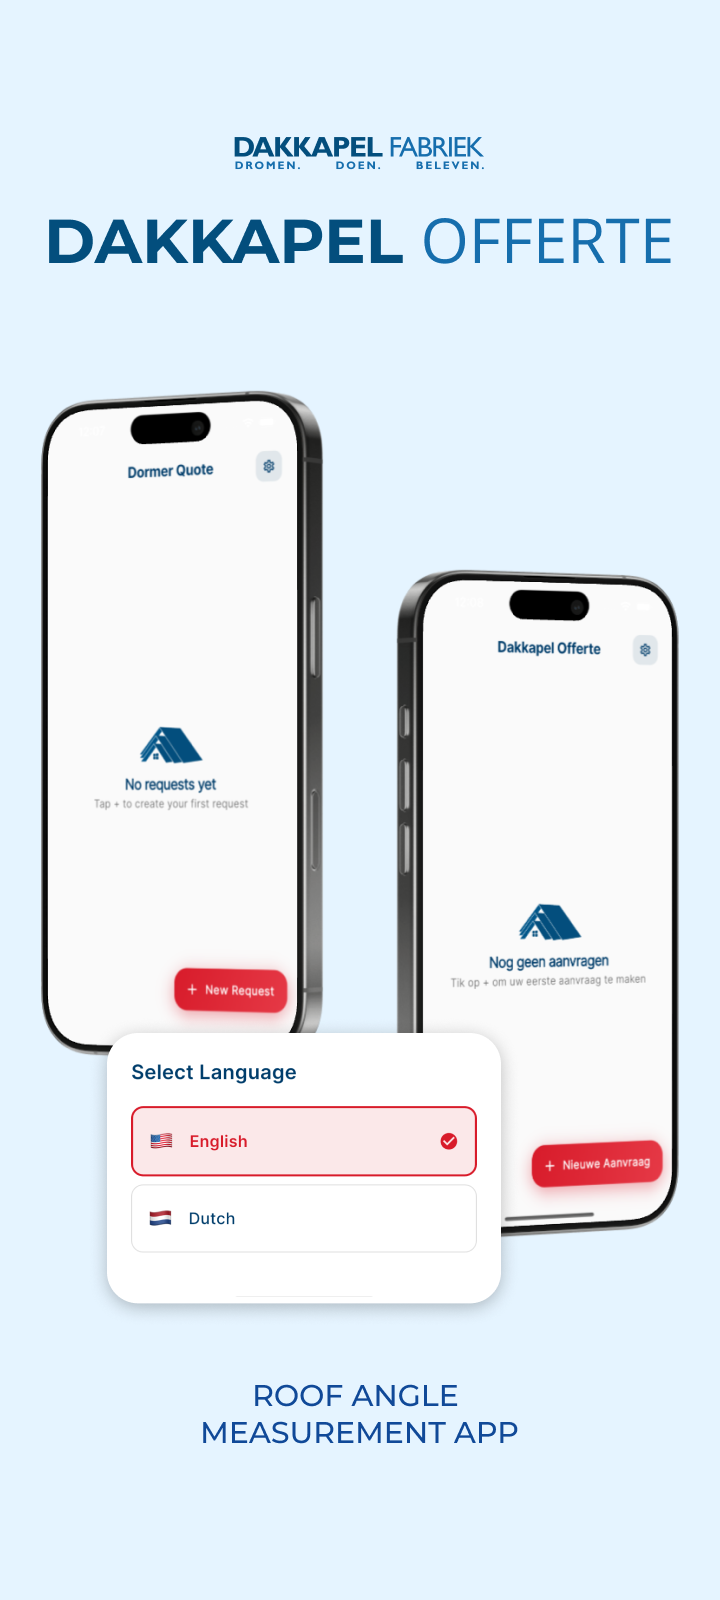 DAKKAPEL FABRIEK
DROMEN. DOEN. BELEVEN.
DAKKAPEL OFFERTE
Dormer Quote
No requests yet
Tap + to create your first request
+ New Request
Dakkapel Offerte
Nog geen aanvragen
Tik op + om uw eerste aanvraag te maken
+ Nieuwe Aanvraag
Select Language
English
Dutch
ROOF ANGLE
MEASUREMENT APP